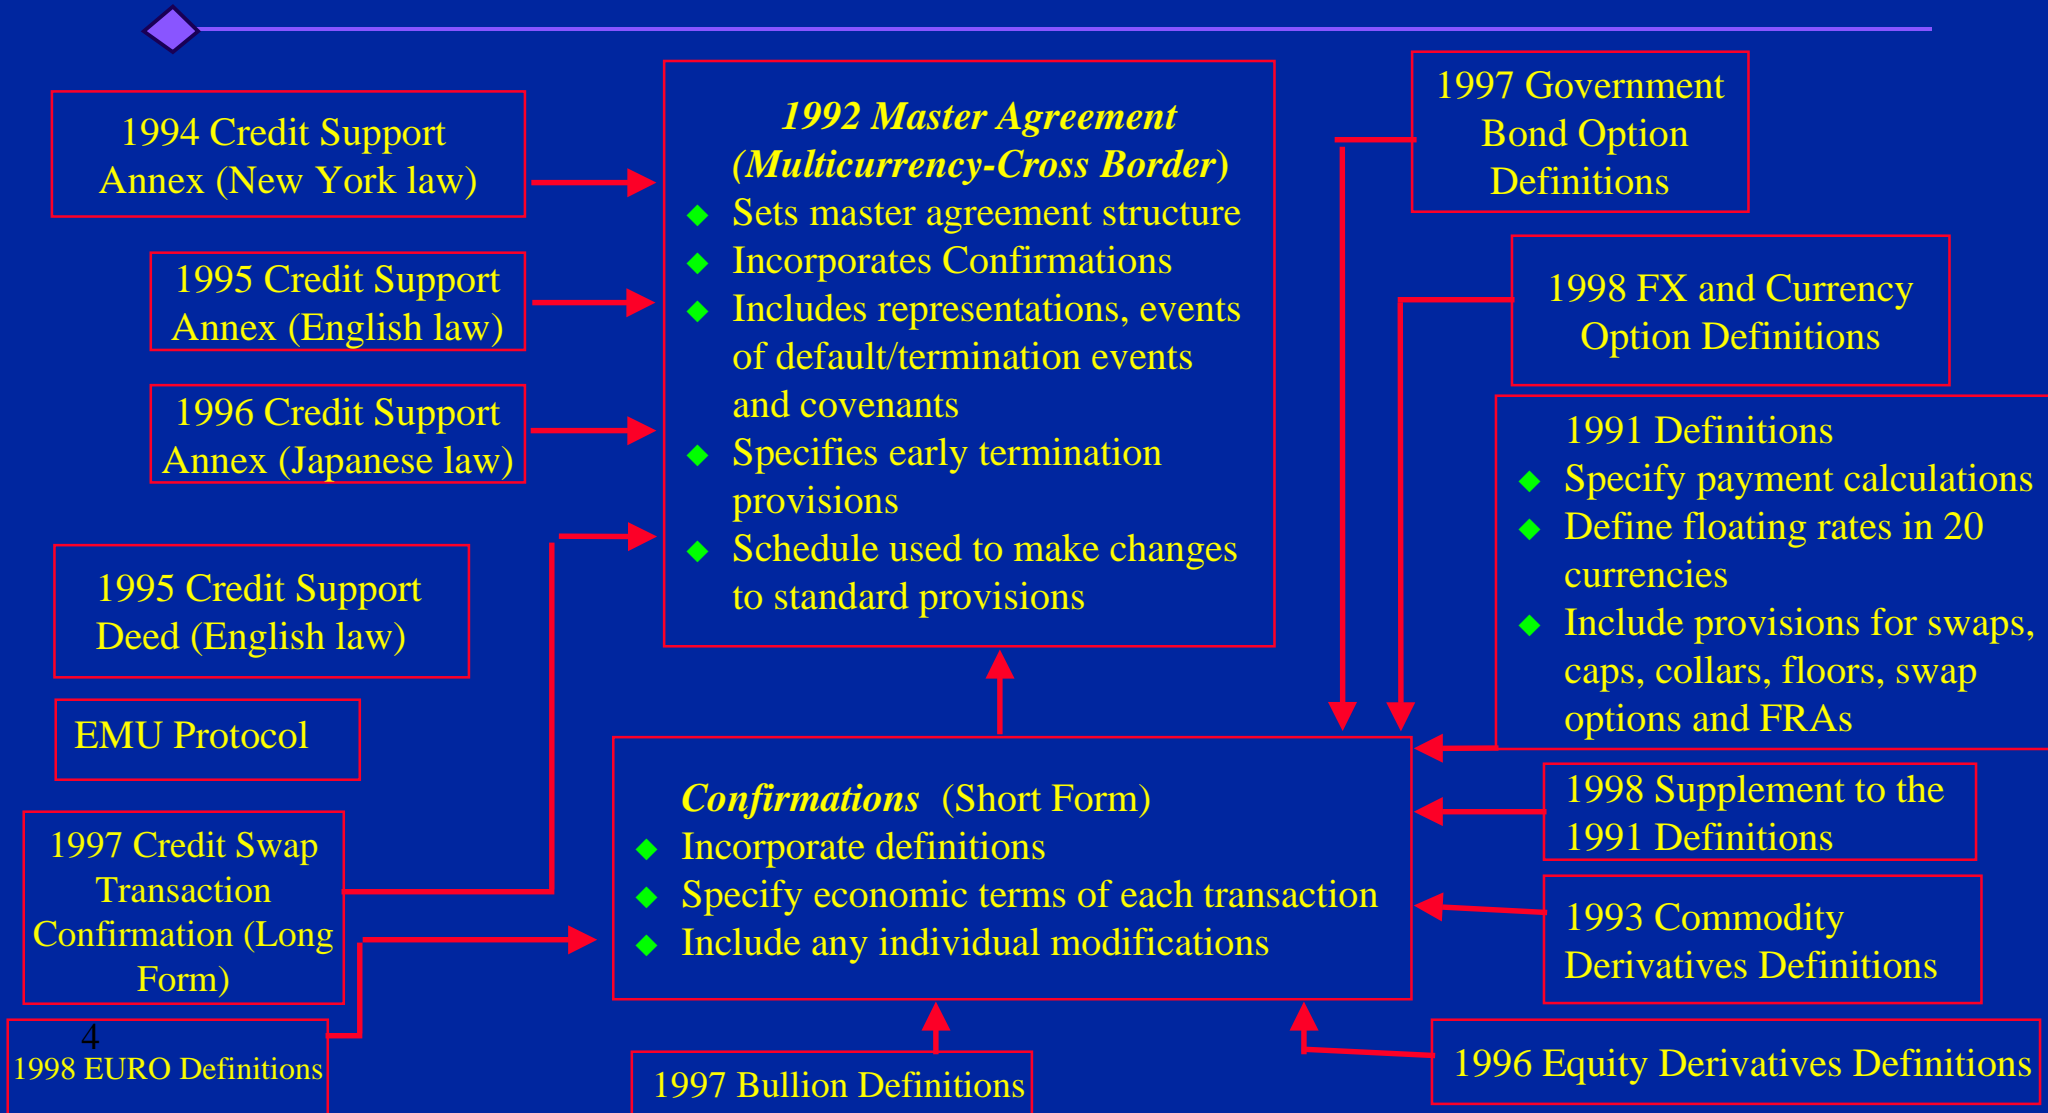 1994 Credit Support
Annex (New York law)
1995 Credit Support
Annex (English law)
1996 Credit Support
Annex (Japanese law)
1995 Credit Support
Deed (English law)
EMU Protocol
1997 Credit Swap
Transaction
Confirmation (Long
Form)
4
1998 EURO Definitions
1992 Master Agreement
(Multicurrency-Cross Border)
Sets master agreement structure
Incorporates Confirmations
Includes representations, events
of default/termination events
and covenants
Specifies early termination
provisions
Schedule used to make changes
to standard provisions
Confirmations (Short Form)
Incorporate definitions
Specify economic terms of each transaction
Include any individual modifications
1997 Bullion Definitions
1997 Government
Bond Option
Definitions
1998 FX and Currency
Option Definitions
1991 Definitions
Specify payment calculations
Define floating rates in 20
currencies
Include provisions for swaps,
caps, collars, floors, swap
options and FRAs
1998 Supplement to the
1991 Definitions
1993 Commodity
Derivatives Definitions
1996 Equity Derivatives Definitions